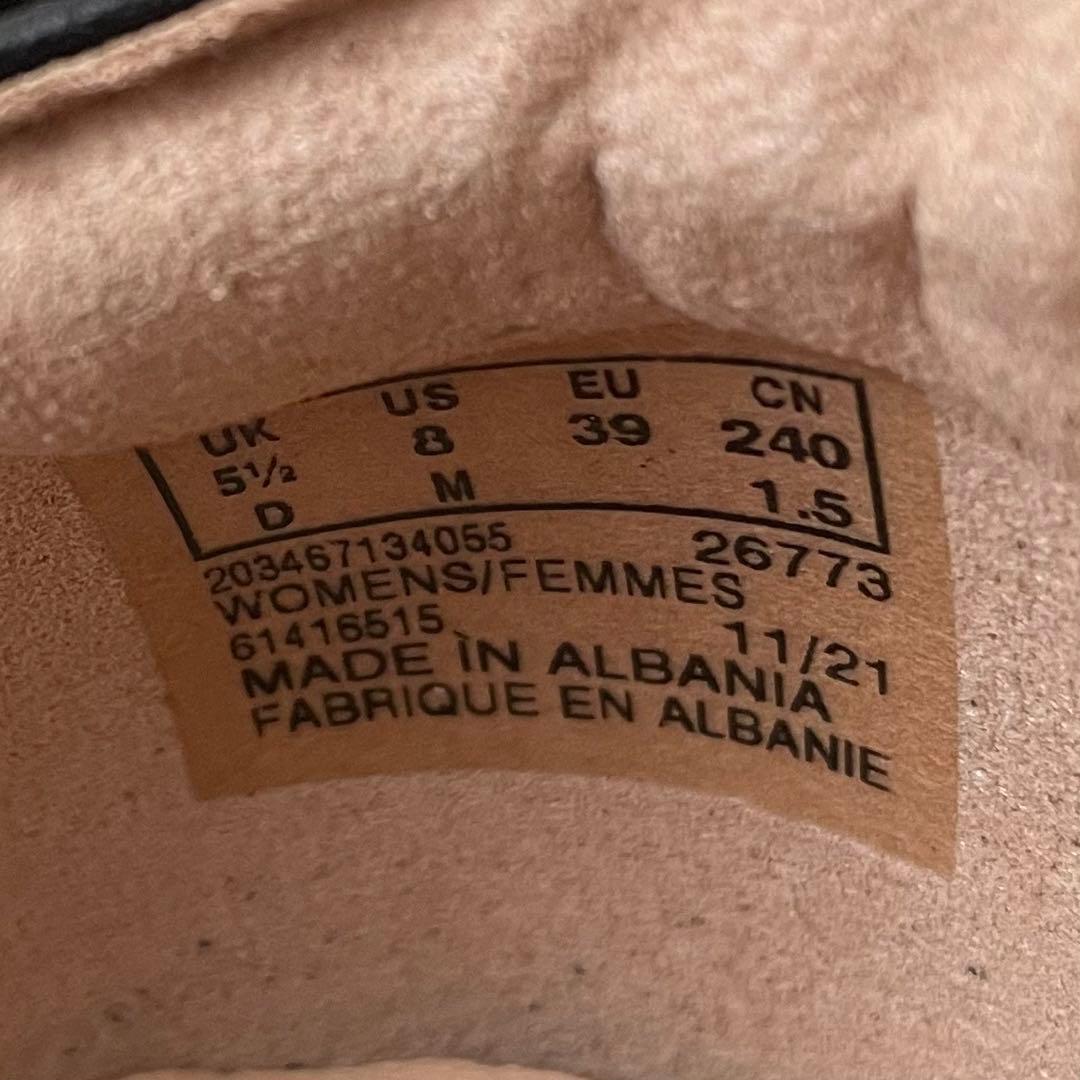 UK US EU CN
5½ 8 39 240
D M 1.5
203467134055 26773
WOMENS/FEMMES
61416515 11/21
MADE IN ALBANIA
FABRIQUE EN ALBANIE